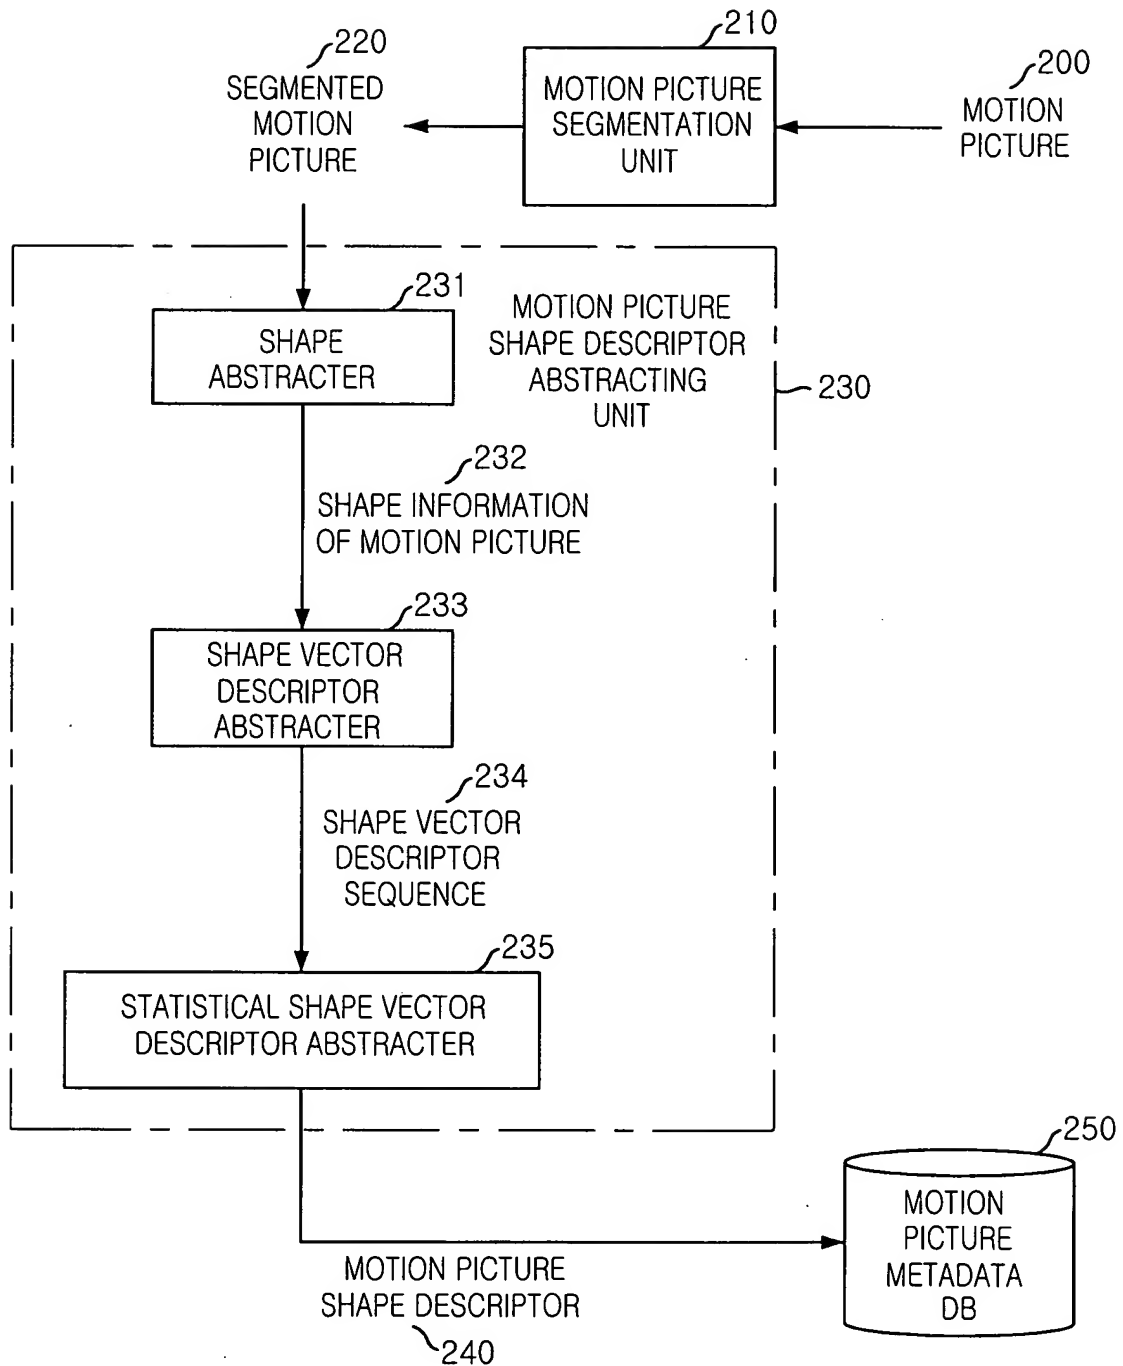 220
SEGMENTED
MOTION
PICTURE
210
MOTION PICTURE
SEGMENTATION
UNIT
200
MOTION
PICTURE
231
SHAPE
ABSTRACTER
MOTION PICTURE
SHAPE DESCRIPTOR
ABSTRACTING
UNIT
230
232
SHAPE INFORMATION
OF MOTION PICTURE
233
SHAPE VECTOR
DESCRIPTOR
ABSTRACTER
234
SHAPE VECTOR
DESCRIPTOR
SEQUENCE
235
STATISTICAL SHAPE VECTOR
DESCRIPTOR ABSTRACTER
250
MOTION
PICTURE
METADATA
DB
MOTION PICTURE
SHAPE DESCRIPTOR
240